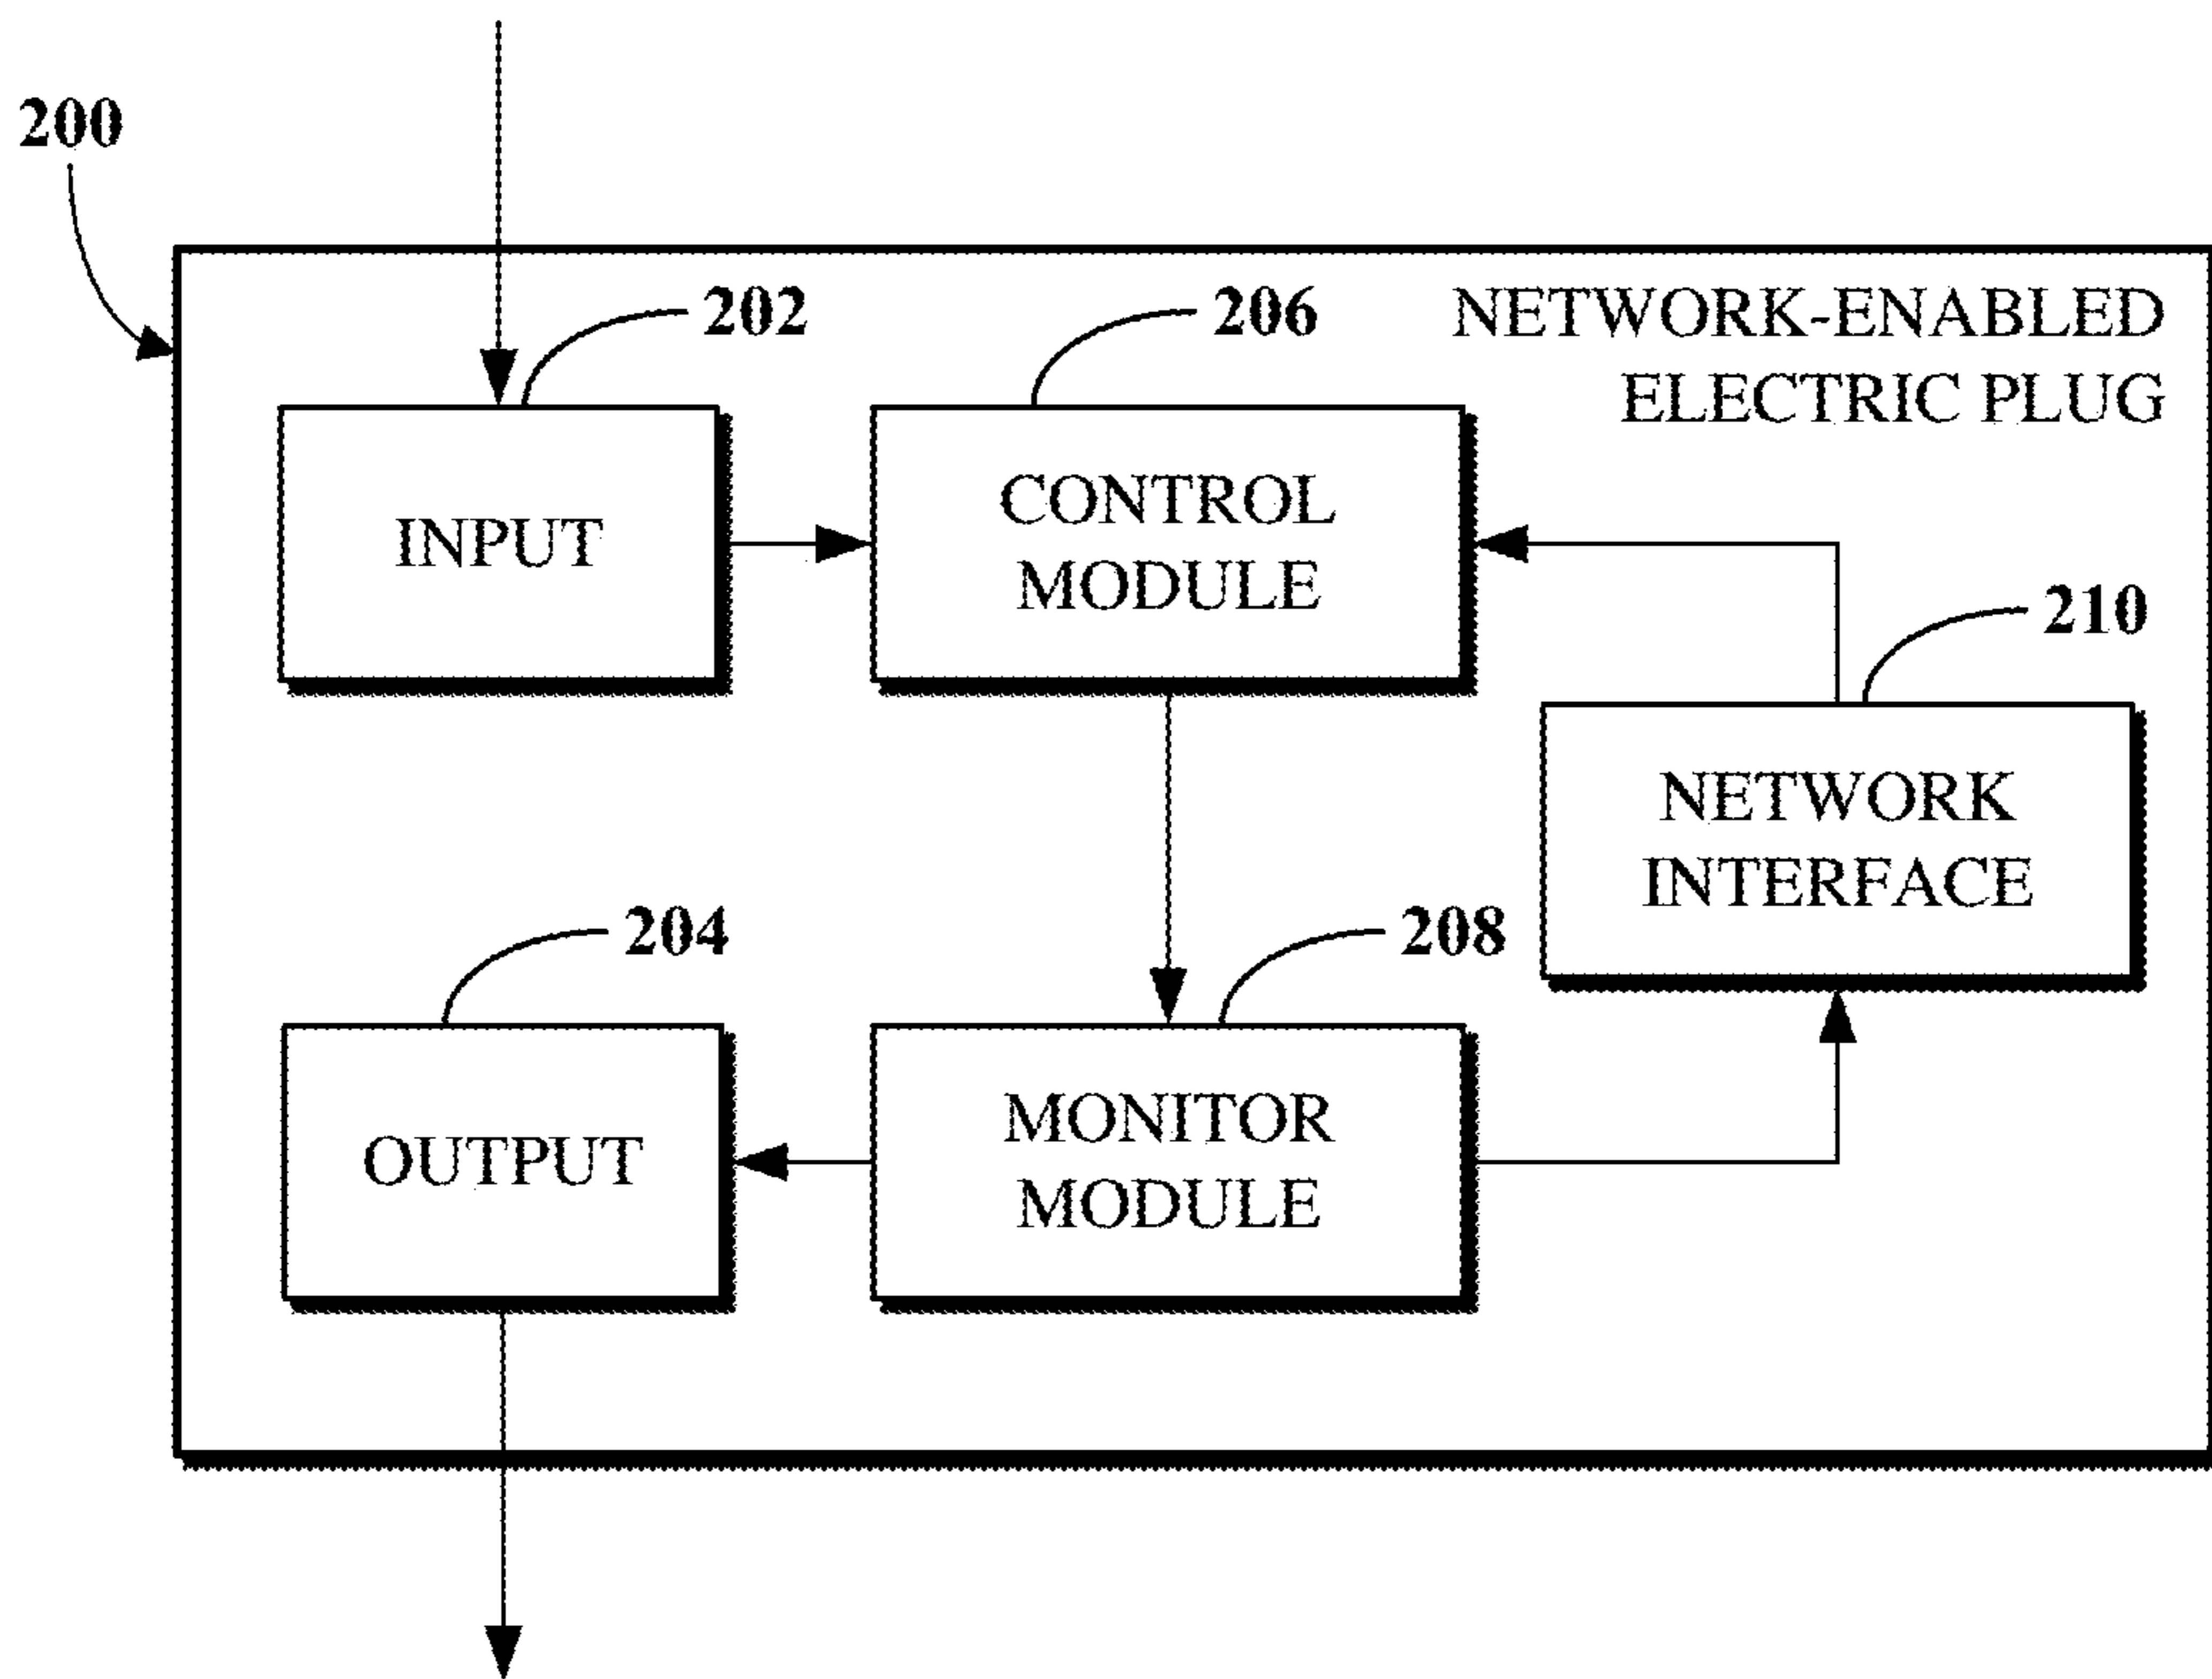 200
202
206
NETWORK-ENABLED
ELECTRIC PLUG
INPUT
CONTROL
MODULE
210
NETWORK
INTERFACE
204
208
OUTPUT
MONITOR
MODULE